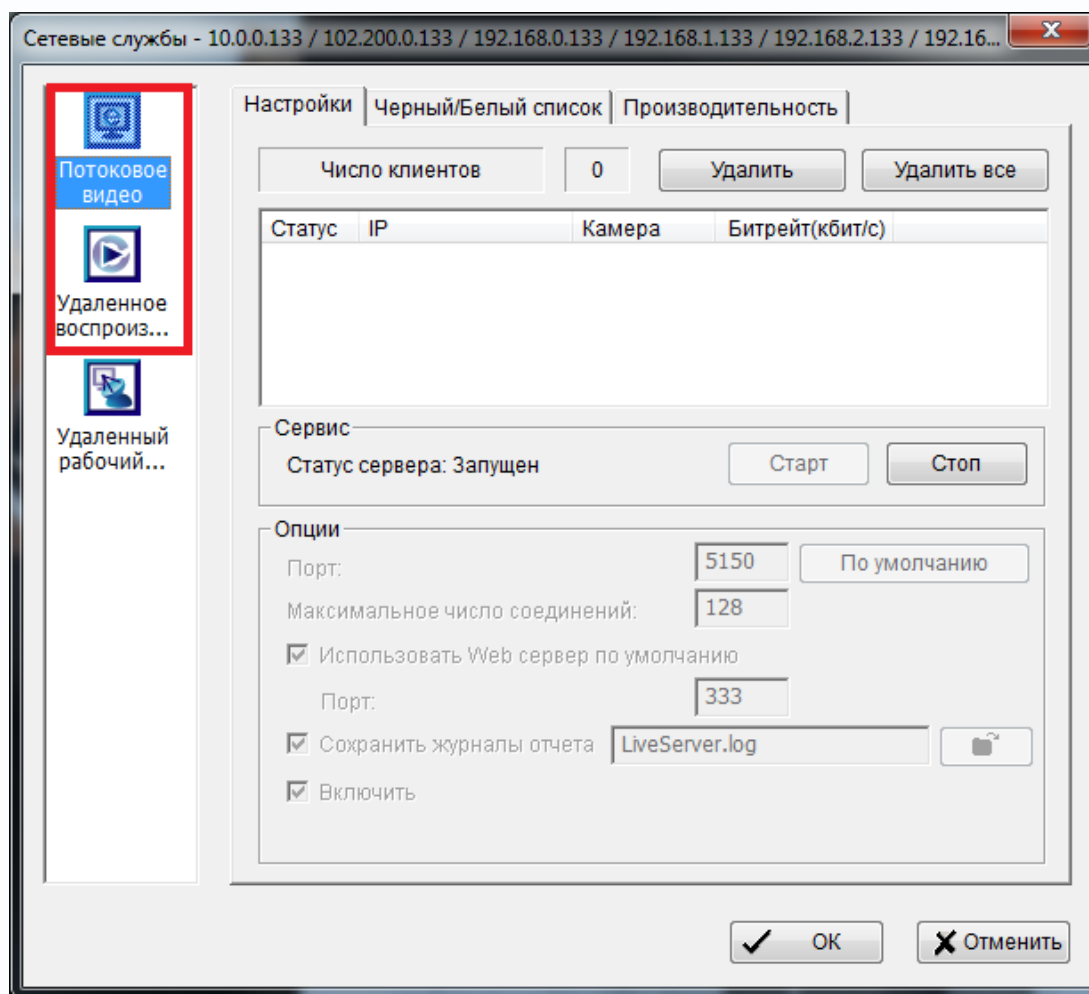 Сетевые службы - 10.0.0.133 / 102.200.0.133 / 192.168.0.133 / 192.168.1.133 / 192.168.2.133 / 192.16...
Потоковое
видео
Удаленное
воспроиз...
Удаленный
рабочий...
Настройки Черный/Белый список Производительность
Число клиентов 0 Удалить Удалить все
Статус IP Камера Битрейт(кбит/с)
Сервис
Статус сервера: Запущен Старт Стоп
Опции
Порт: 5150 По умолчанию
Максимальное число соединений: 128
Использовать Web сервер по умолчанию
Порт: 333
Сохранить журналы отчета LiveServer.log
Включить
ОК Отменить